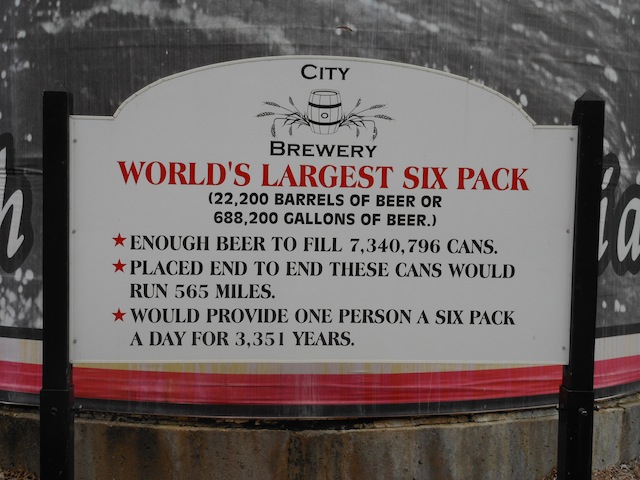 CITY
BREWERY
WORLD'S LARGEST SIX PACK
(22,200 BARRELS OF BEER OR
688,200 GALLONS OF BEER.)
★ ENOUGH BEER TO FILL 7,340,796 CANS.
★ PLACED END TO END THESE CANS WOULD
RUN 565 MILES.
★ WOULD PROVIDE ONE PERSON A SIX PACK
A DAY FOR 3,351 YEARS.